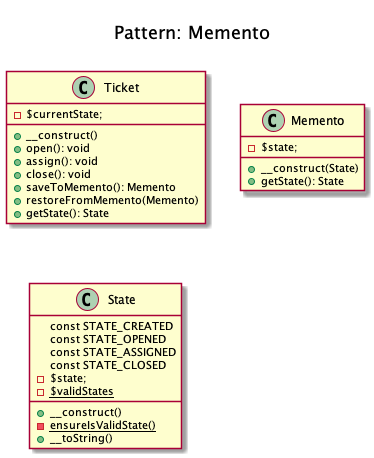 Pattern: Memento
C Ticket
$currentState;
__construct()
open(): void
assign(): void
close(): void
saveToMemento(): Memento
restoreFromMemento(Memento)
getState(): State
C Memento
$state;
__construct(State)
getState(): State
C State
const STATE_CREATED
const STATE_OPENED
const STATE_ASSIGNED
const STATE_CLOSED
$state;
$validStates
__construct()
ensureIsValidState()
__toString()